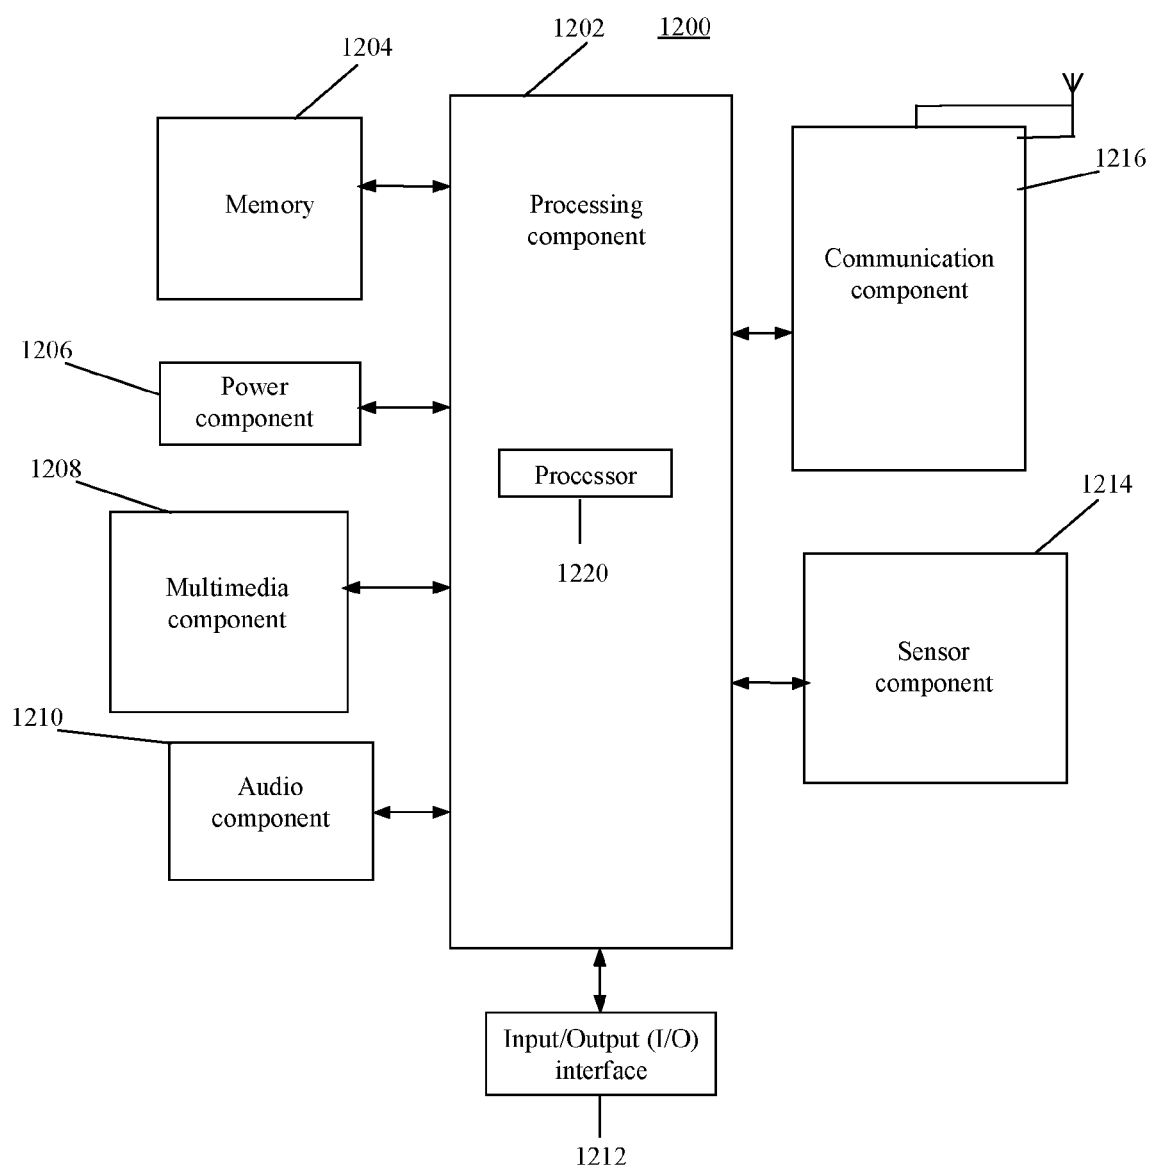 1202
1200
1204
Memory
Processing
component
1216
Communication
component
1206
Power
component
1208
Processor
1220
Multimedia
component
1214
Sensor
component
1210
Audio
component
Input/Output (I/O)
interface
1212